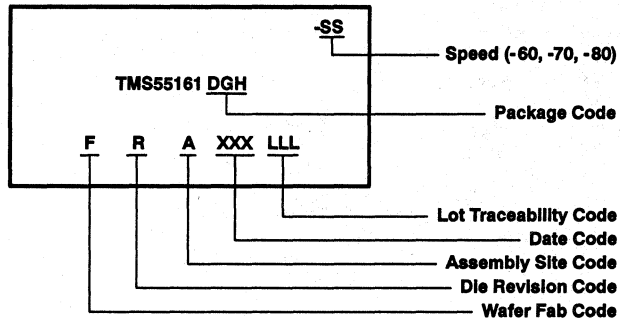 -SS
Speed (-60, -70, -80)
TMS55161 DGH
Package Code
F R A XXX LLL
Lot Traceability Code
Date Code
Assembly Site Code
Die Revision Code
Wafer Fab Code